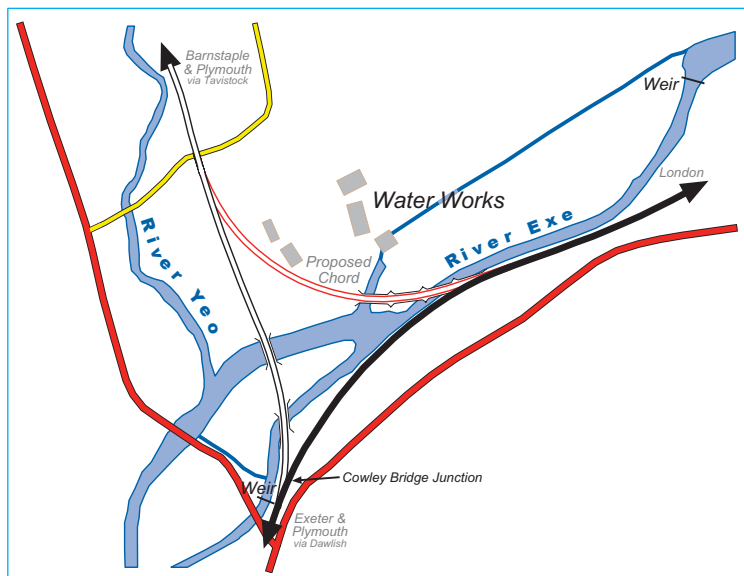 Barnstaple
& Plymouth
via Tavistock
Weir
London
Water Works
River Exe
River Yeo
Proposed
Chord
Cowley Bridge Junction
Weir
Exeter &
Plymouth
via Dawlish